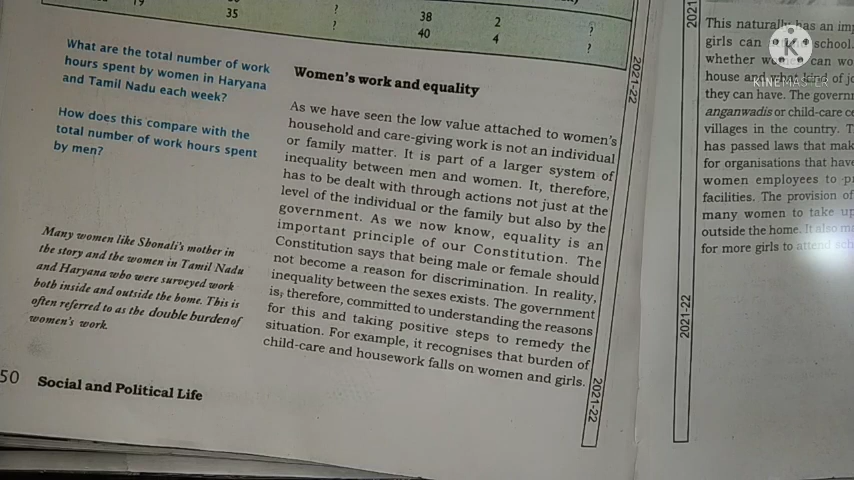 19
35
?
?
38
40
2
4
?
?
What are the total number of work
hours spent by women in Haryana
and Tamil Nadu each week?
How does this compare with the
total number of work hours spent
by men?
Many women like Shonali's mother in
the story and the women in Tamil Nadu
and Haryana who were surveyed work
both inside and outside the home. This is
often referred to as the double burden of
women's work.
50 Social and Political Life
Women's work and equality
As we have seen the low value attached to women's
household and care-giving work is not an individual
or family matter. It is part of a larger system of
inequality between men and women. It, therefore,
has to be dealt with through actions not just at the
level of the individual or the family but also by the
government. As we now know, equality is an
important principle of our Constitution. The
Constitution says that being male or female should
not become a reason for discrimination. In reality,
inequality between the sexes exists. The government
is, therefore, committed to understanding the reasons
for this and taking positive steps to remedy the
situation. For example, it recognises that burden of
child-care and housework falls on women and girls.
2021-22
2021-22
2021
2021-22
This naturally has an im
girls can school.
whether women can wo
house and what kind of jo
they can have. The governm
anganwadis or child-care ce
villages in the country. T
has passed laws that mak
for organisations that have
women employees to pr
facilities. The provision of
many women to take up
outside the home. It also ma
for more girls to attend sch
K
KINEMASTER